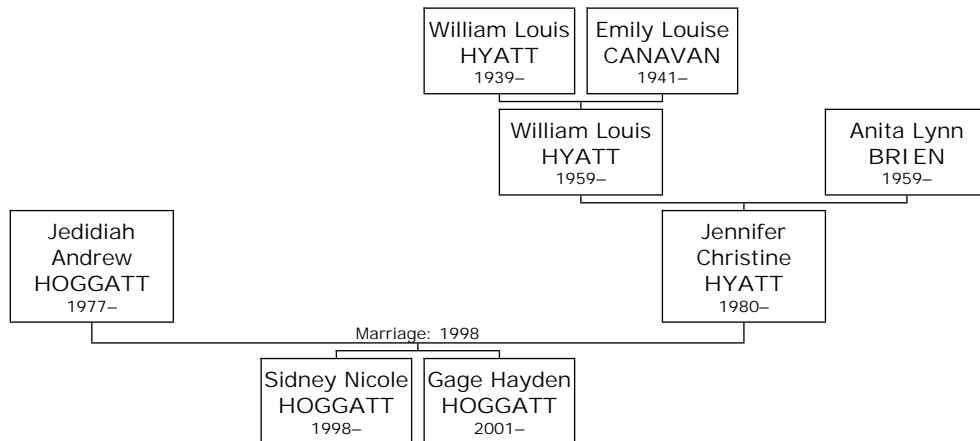 William Louis
HYATT
1939–
Emily Louise
CANAVAN
1941–
William Louis
HYATT
1959–
Anita Lynn
BRIEN
1959–
Jedidiah
Andrew
HOGGATT
1977–
Jennifer
Christine
HYATT
1980–
Marriage: 1998
Sidney Nicole
HOGGATT
1998–
Gage Hayden
HOGGATT
2001–